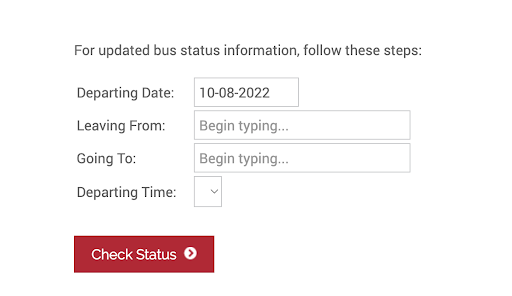 For updated bus status information, follow these steps:
Departing Date: 10-08-2022
Leaving From: Begin typing...
Going To: Begin typing...
Departing Time:
Check Status